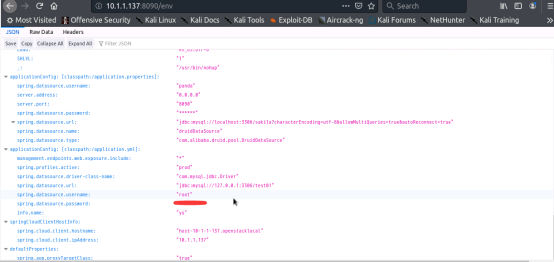 10.1.1.137:8090/env
Search
Most Visited
Offensive Security
Kali Linux
Kali Docs
Kali Tools
Exploit-DB
Aircrack-ng
Kali Forums
NetHunter
Kali Training
JSON Raw Data Headers
Save Copy Collapse All Expand All Filter JSON
SHLVL: "1"
_: "/usr/bin/nohup"
applicationConfig: [classpath:/application.properties]:
spring.datasource.username: "panda"
server.address: "0.0.0.0"
server.port: "8090"
spring.datasource.password: "******"
spring.datasource.url: "jdbc:mysql://localhost:3306/sakila?characterEncoding=utf-8&allowMultiQueries=true&autoReconnect=true"
spring.datasource.name: "druidDataSource"
spring.datasource.type: "com.alibaba.druid.pool.DruidDataSource"
applicationConfig: [classpath:/application.yml]:
management.endpoints.web.exposure.include: "*"
spring.profiles.active: "prod"
spring.datasource.driver-class-name: "com.mysql.jdbc.Driver"
spring.datasource.url: "jdbc:mysql://127.0.0.1:3306/test01"
spring.datasource.username: "root"
spring.datasource.password:
info.name:
springCloudClientHostInfo:
spring.cloud.client.hostname: "host-10-1-1-137.openstacklocal"
spring.cloud.client.ipAddress: "10.1.1.137"
defaultProperties:
spring.aop.proxyTargetClass: "true"